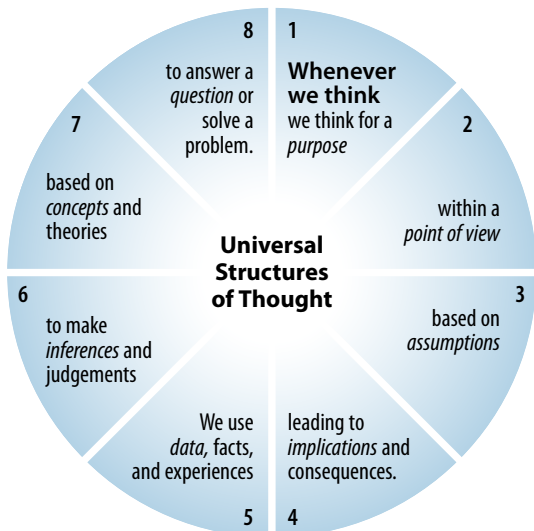 Universal
Structures
of Thought
1
Whenever
we think
we think for a
purpose
2
within a
point of view
3
based on
assumptions
leading to
implications and
consequences.
4
We use
data, facts,
and experiences
5
6
to make
inferences and
judgements
7
based on
concepts and
theories
8
to answer a
question or
solve a
problem.